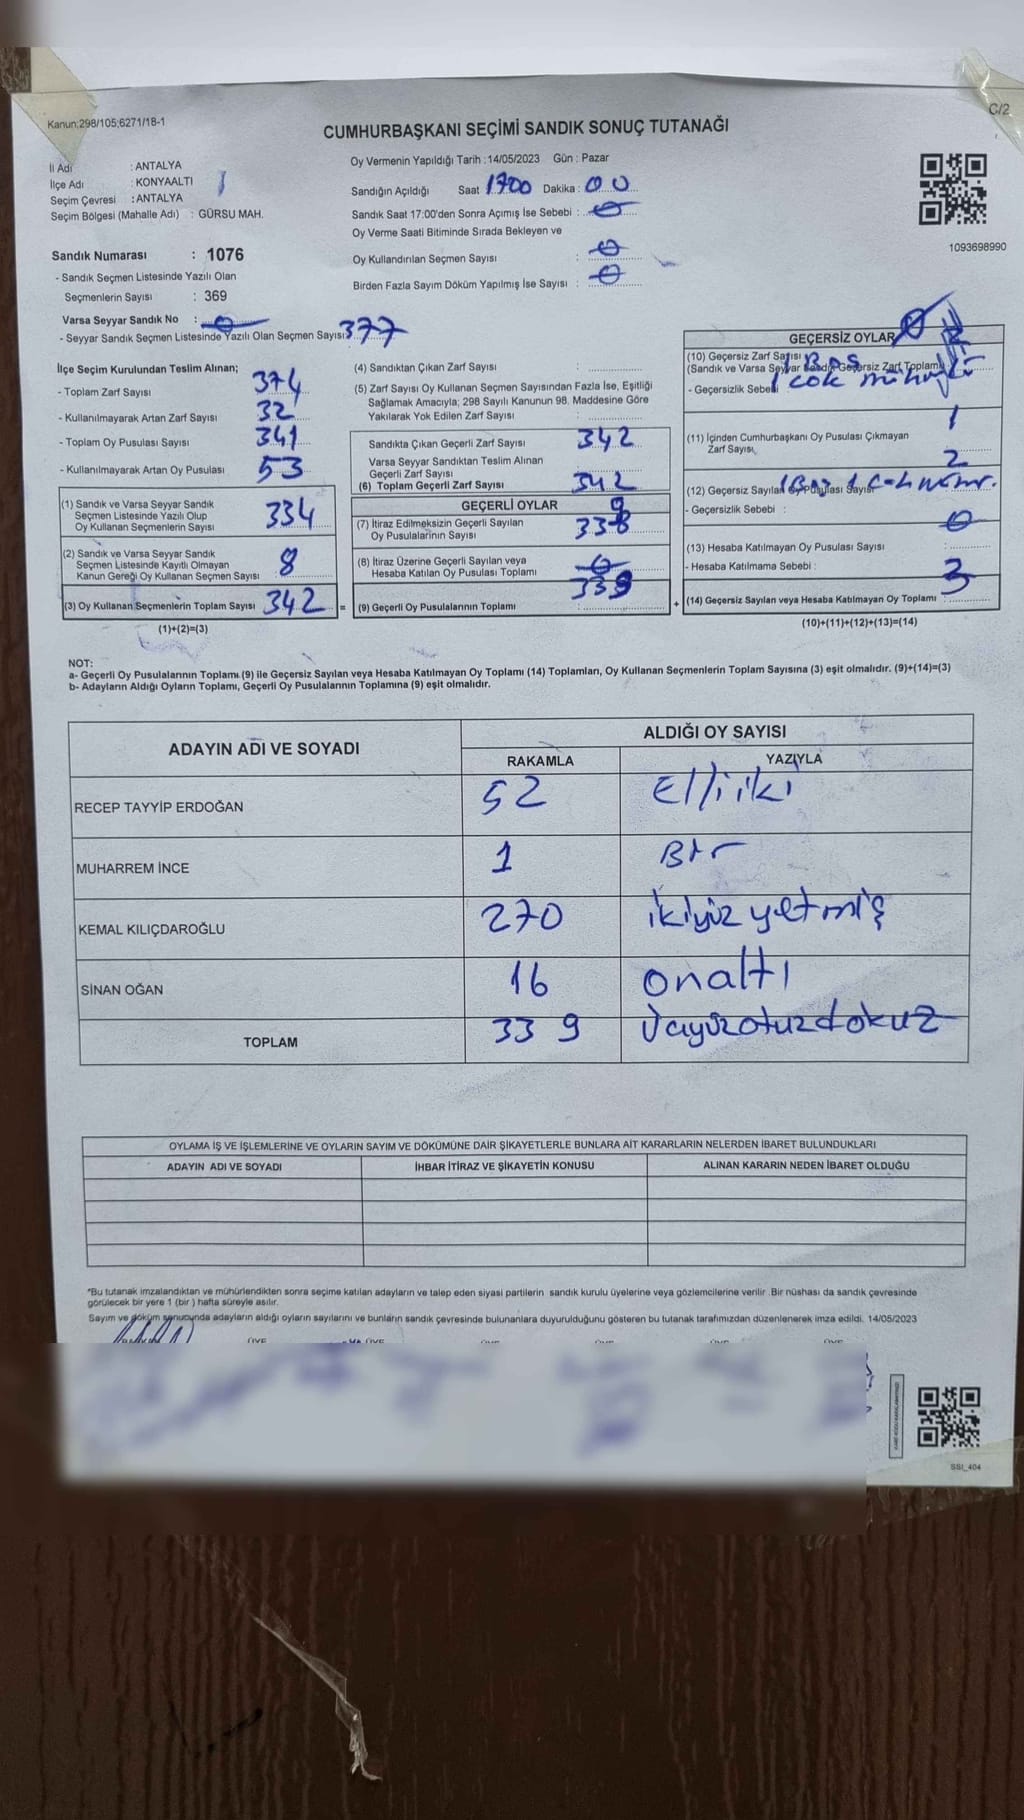 Kanun:298/105;6271/18-1
C/2
CUMHURBAŞKANI SEÇİMİ SANDIK SONUÇ TUTANAĞI
İl Adı : ANTALYA
İlçe Adı : KONYAALTI
Seçim Çevresi : ANTALYA
Seçim Bölgesi (Mahalle Adı) : GÜRSU MAH.
Oy Vermenin Yapıldığı Tarih : 14/05/2023 Gün : Pazar
Sandığın Açıldığı Saat 1700 Dakika : 00
Sandık Saat 17:00'den Sonra Açımış İse Sebebi : 0
Oy Verme Saati Bitiminde Sırada Bekleyen ve
Oy Kullandırılan Seçmen Sayısı : 0
Birden Fazla Sayım Döküm Yapılmış İse Sayısı : 0
1093698990
Sandık Numarası : 1076
- Sandık Seçmen Listesinde Yazılı Olan
Seçmenlerin Sayısı : 369
Varsa Seyyar Sandık No : 0
- Seyyar Sandık Seçmen Listesinde Yazılı Olan Seçmen Sayısı 377
İlçe Seçim Kurulundan Teslim Alınan;
- Toplam Zarf Sayısı 374
- Kullanılmayarak Artan Zarf Sayısı 32
- Toplam Oy Pusulası Sayısı 341
- Kullanılmayarak Artan Oy Pusulası 53
(1) Sandık ve Varsa Seyyar Sandık
Seçmen Listesinde Yazılı Olup
Oy Kullanan Seçmenlerin Sayısı 334
(2) Sandık ve Varsa Seyyar Sandık
Seçmen Listesinde Kayıtlı Olmayan
Kanun Gereği Oy Kullanan Seçmen Sayısı 8
(3) Oy Kullanan Seçmenlerin Toplam Sayısı 342 =
(1)+(2)=(3)
(4) Sandıktan Çıkan Zarf Sayısı :
(5) Zarf Sayısı Oy Kullanan Seçmen Sayısından Fazla İse, Eşitliği
Sağlamak Amacıyla; 298 Sayılı Kanunun 98. Maddesine Göre
Yakılarak Yok Edilen Zarf Sayısı :
Sandıkta Çıkan Geçerli Zarf Sayısı 342
Varsa Seyyar Sandıktan Teslim Alınan
Geçerli Zarf Sayısı
(6) Toplam Geçerli Zarf Sayısı 342
GEÇERLİ OYLAR
(7) İtiraz Edilmeksizin Geçerli Sayılan
Oy Pusulalarının Sayısı
(8) İtiraz Üzerine Geçerli Sayılan veya
Hesaba Katılan Oy Pusulası Toplamı 0
(9) Geçerli Oy Pusulalarının Toplamı : 339 +
GEÇERSİZ OYLAR
(10) Geçersiz Zarf Sayısı
(Sandık ve Varsa Seyyar Sandık Geçersiz Zarf Toplamı)
- Geçersizlik Sebebi
(11) İçinden Cumhurbaşkanı Oy Pusulası Çıkmayan
Zarf Sayısı 1
(12) Geçersiz Sayılan Oy Pusulası Sayısı 2
- Geçersizlik Sebebi :
(13) Hesaba Katılmayan Oy Pusulası Sayısı 0
- Hesaba Katılmama Sebebi :
(14) Geçersiz Sayılan veya Hesaba Katılmayan Oy Toplamı : 3
(10)+(11)+(12)+(13)=(14)
NOT:
a- Geçerli Oy Pusulalarının Toplamı (9) ile Geçersiz Sayılan veya Hesaba Katılmayan Oy Toplamı (14) Toplamları, Oy Kullanan Seçmenlerin Toplam Sayısına (3) eşit olmalıdır. (9)+(14)=(3)
b- Adayların Aldığı Oyların Toplamı, Geçerli Oy Pusulalarının Toplamına (9) eşit olmalıdır.
ADAYIN ADI VE SOYADI
ALDIĞI OY SAYISI
RAKAMLA YAZIYLA
RECEP TAYYİP ERDOĞAN 52 Elliiki
MUHARREM İNCE 1 Bir
KEMAL KILIÇDAROĞLU 270 ikiyüz yetmiş
SİNAN OĞAN 16 onaltı
TOPLAM 339 üçyüzotuzdokuz
OYLAMA İŞ VE İŞLEMLERİNE VE OYLARIN SAYIM VE DÖKÜMÜNE DAİR ŞİKAYETLERLE BUNLARA AİT KARARLARIN NELERDEN İBARET BULUNDUKLARI
ADAYIN ADI VE SOYADI İHBAR İTİRAZ VE ŞİKAYETİN KONUSU ALINAN KARARIN NEDEN İBARET OLDUĞU
*Bu tutanak imzalandıktan ve mühürlendikten sonra seçime katılan adayların ve talep eden siyasi partilerin sandık kurulu üyelerine veya gözlemcilerine verilir. Bir nüshası da sandık çevresinde
görülecek bir yere 1 (bir) hafta süreyle asılır.
Sayım ve döküm sonucunda adayların aldığı oyların sayılarını ve bunların sandık çevresinde bulunanlara duyurulduğunu gösteren bu tutanak tarafımızdan düzenlenerek imza edildi. 14/05/2023
SSI_404